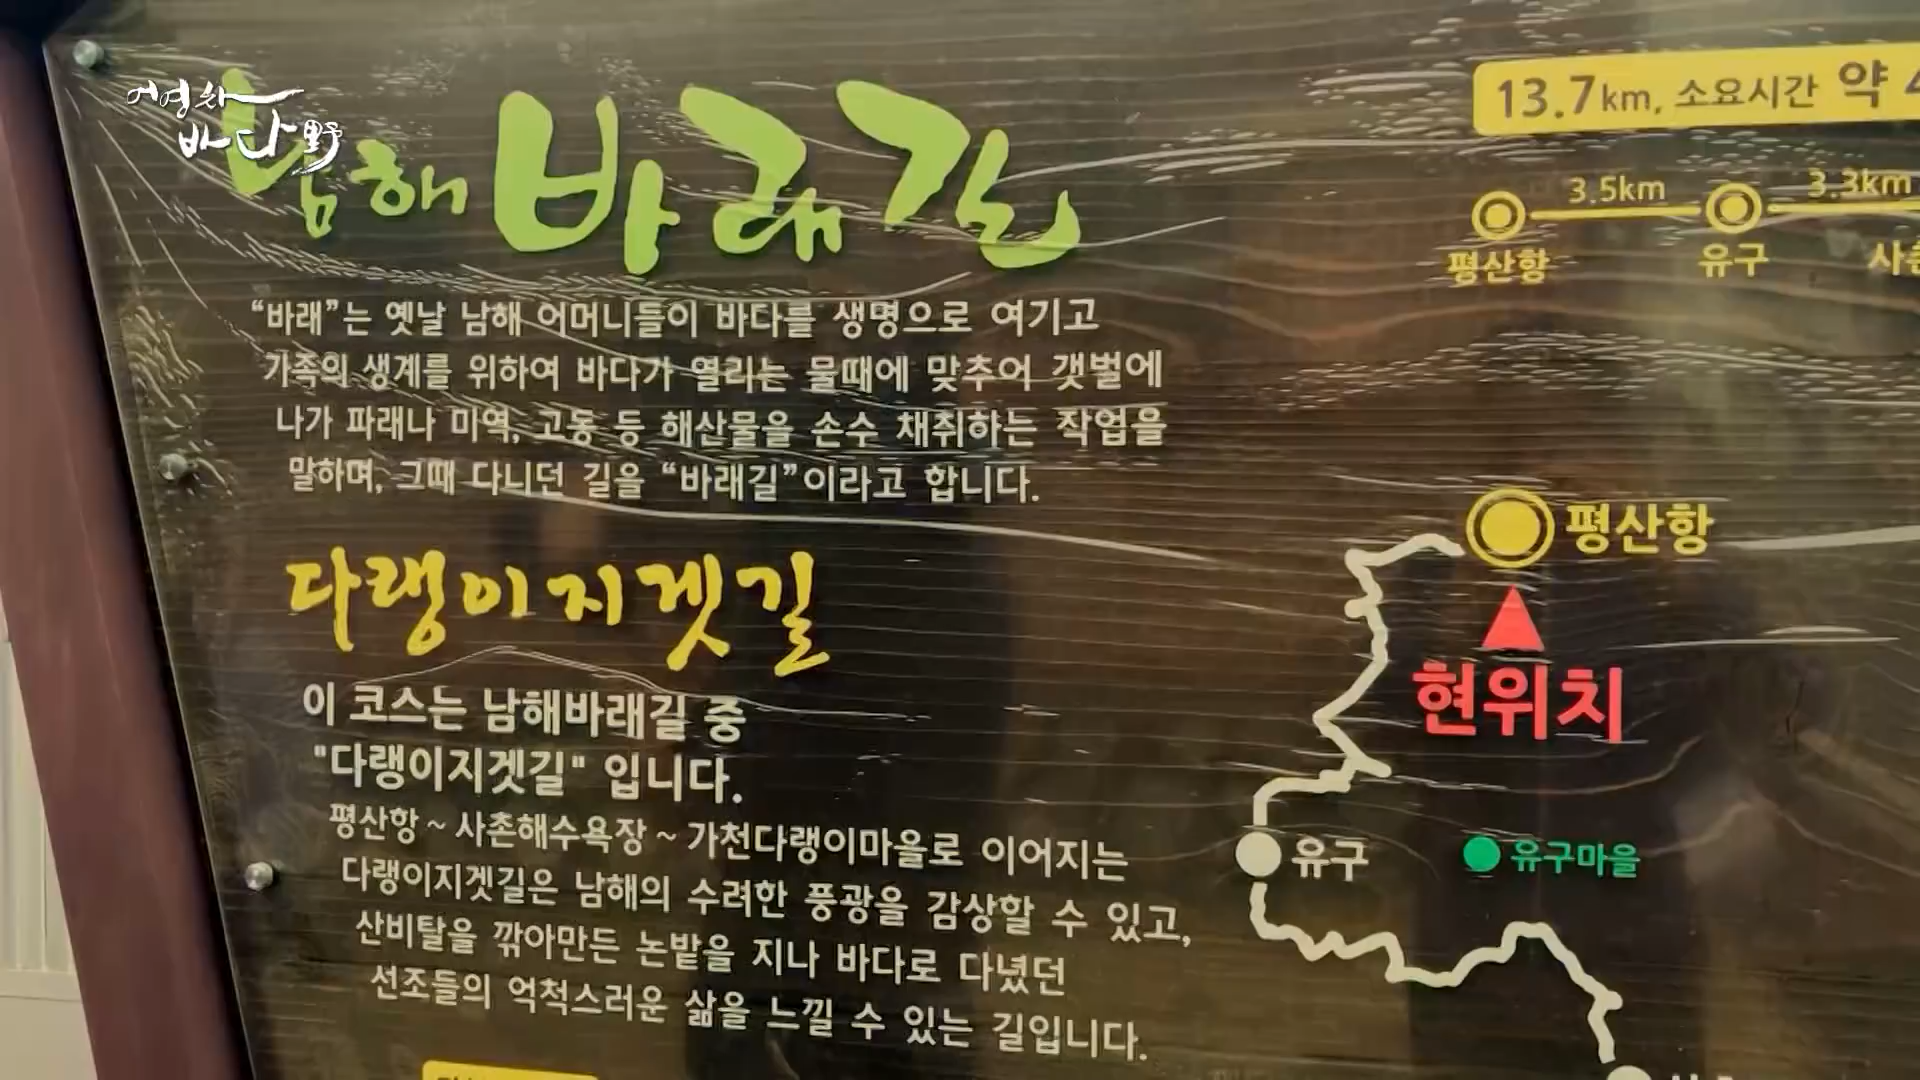 어영차
바다野
남해 바래길
“바래”는 옛날 남해 어머니들이 바다를 생명으로 여기고
가족의 생계를 위하여 바다가 열리는 물때에 맞추어 갯벌에
나가 파래나 미역, 고동 등 해산물을 손수 채취하는 작업을
말하며, 그때 다니던 길을 “바래길”이라고 합니다.
다랭이지겟길
이 코스는 남해바래길 중
"다랭이지겟길" 입니다.
평산항~사촌해수욕장~가천다랭이마을로 이어지는
다랭이지겟길은 남해의 수려한 풍광을 감상할 수 있고,
산비탈을 깎아만든 논밭을 지나 바다로 다녔던
선조들의 억척스러운 삶을 느낄 수 있는 길입니다.
13.7km, 소요시간 약
3.5km 3.3km
평산항 유구
평산항
현위치
유구 유구마을